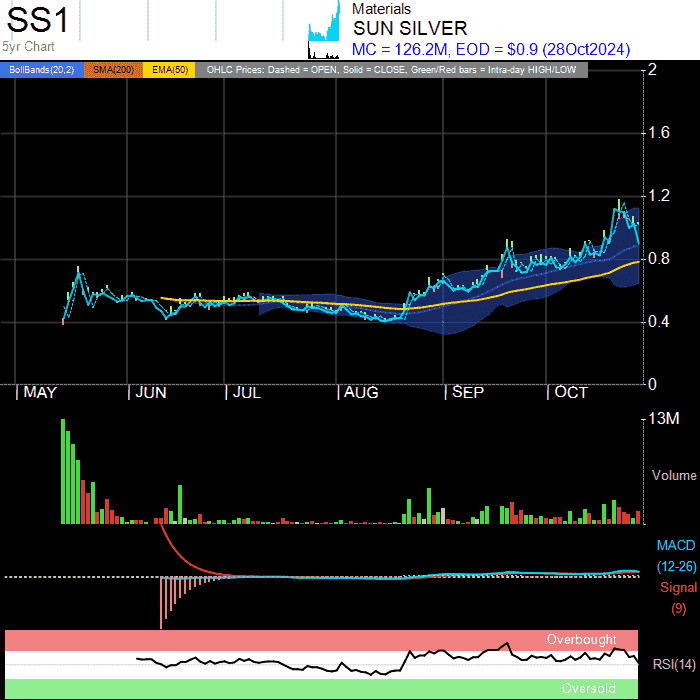 SS1
5yr Chart
Materials
SUN SILVER
MC = 126.2M, EOD = $0.9 (28Oct2024)
BollBands(20,2) SMA(200) EMA(50) OHLC Prices: Dashed = OPEN, Solid = CLOSE, Green/Red bars = Intra-day HIGH/LOW
2
1.6
1.2
0.8
0.4
0
MAY JUN JUL AUG SEP OCT
13M
Volume
MACD
(12-26)
Signal
(9)
Overbought
RSI(14)
Oversold